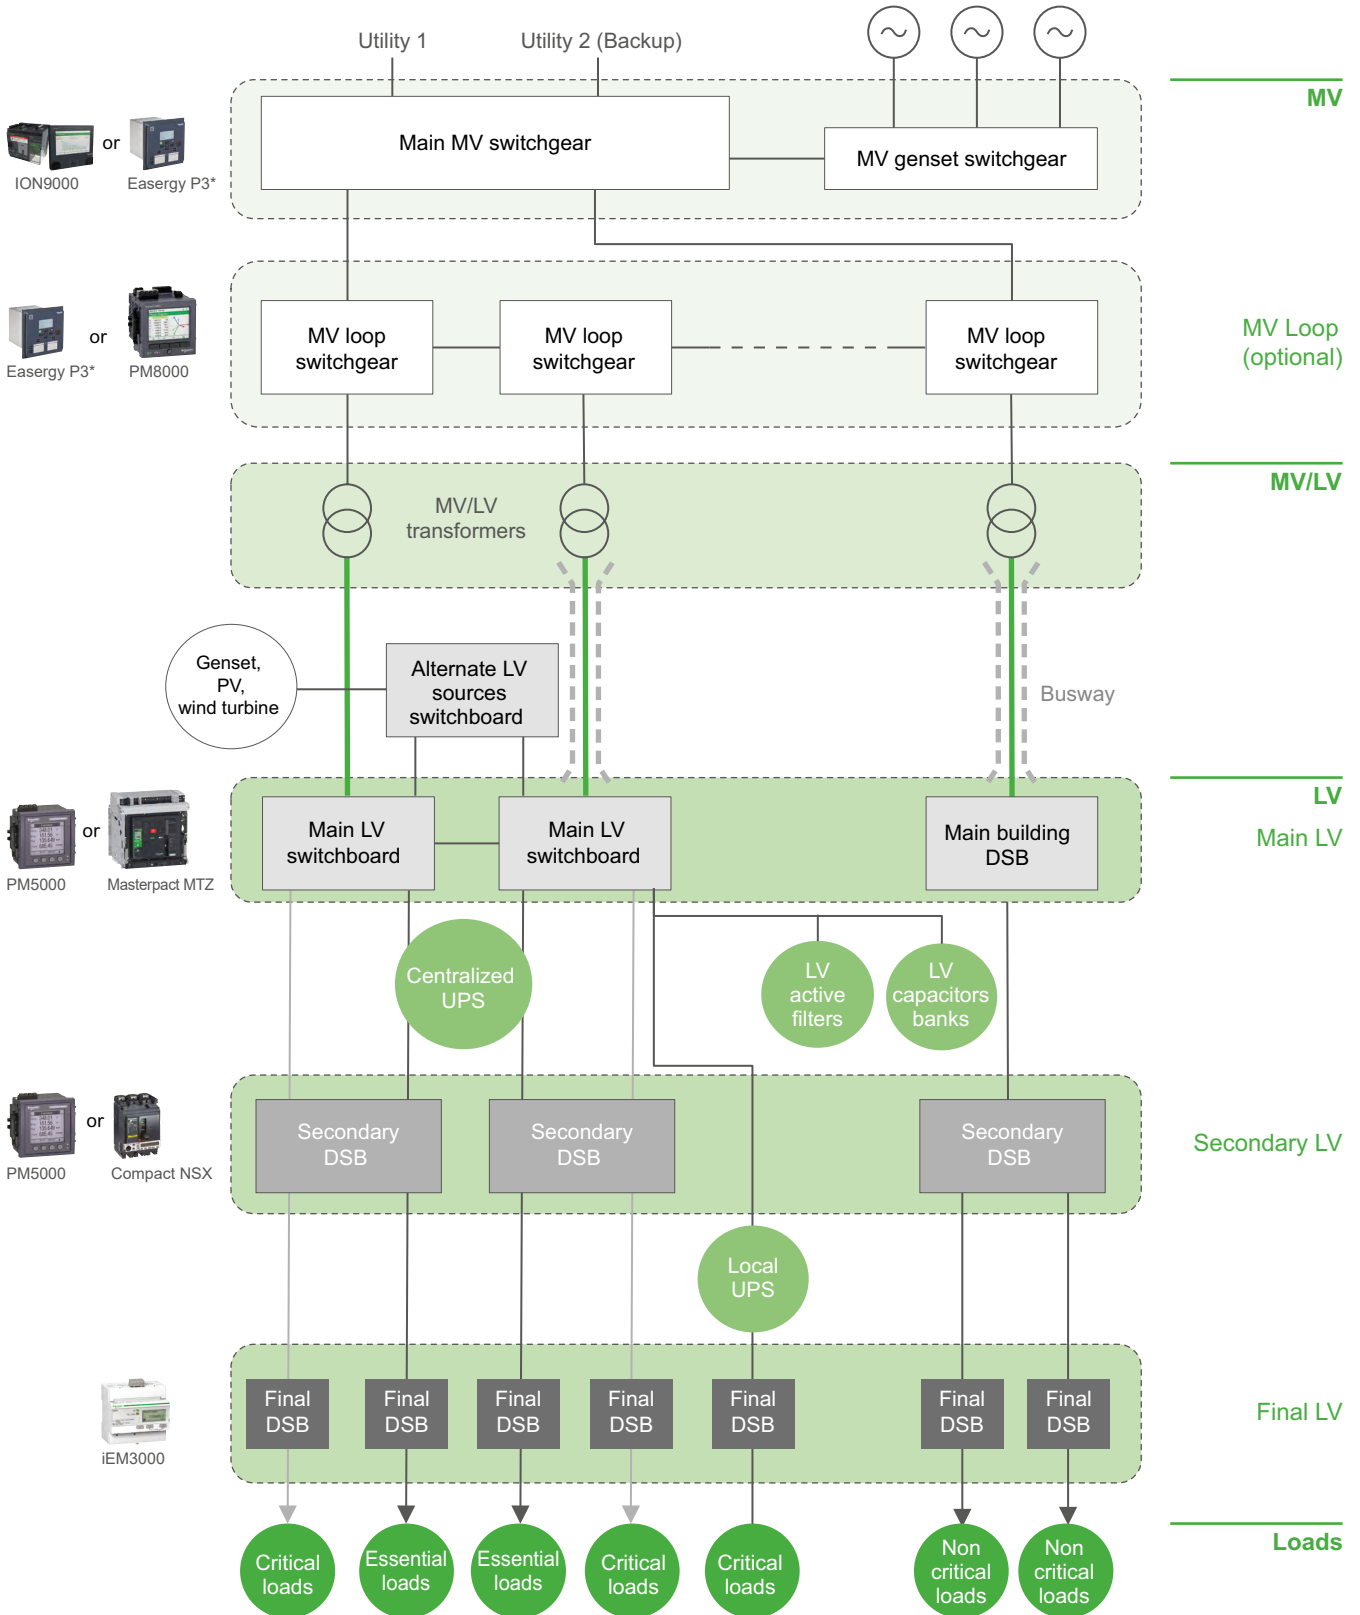 Utility 1
Utility 2 (Backup)
MV
Main MV switchgear
MV genset switchgear
or
ION9000
Easergy P3*
MV loop
switchgear
MV loop
switchgear
MV loop
switchgear
MV Loop
(optional)
or
Easergy P3*
PM8000
MV/LV
MV/LV
transformers
Genset,
PV,
wind turbine
Alternate LV
sources
switchboard
Busway
LV
Main LV
or
PM5000
Masterpact MTZ
Main LV
switchboard
Main LV
switchboard
Main building
DSB
Centralized
UPS
LV
active
filters
LV
capacitors
banks
or
PM5000
Compact NSX
Secondary
DSB
Secondary
DSB
Secondary
DSB
Secondary LV
Local
UPS
iEM3000
Final
DSB
Final
DSB
Final
DSB
Final
DSB
Final
DSB
Final
DSB
Final
DSB
Final LV
Loads
Critical
loads
Essential
loads
Essential
loads
Critical
loads
Critical
loads
Non
critical
loads
Non
critical
loads